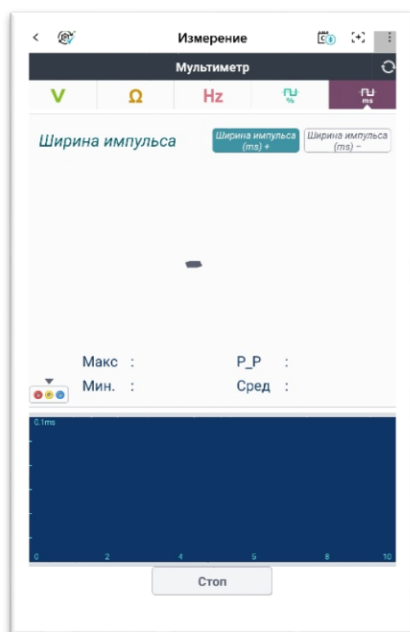 Измерение
Мультиметр
V Ω Hz % ms
Ширина импульса
Ширина импульса (ms) +
Ширина импульса (ms) −
Макс : P_P :
Мин. : Сред :
0.1ms
0 2 4 6 8 10
Стоп